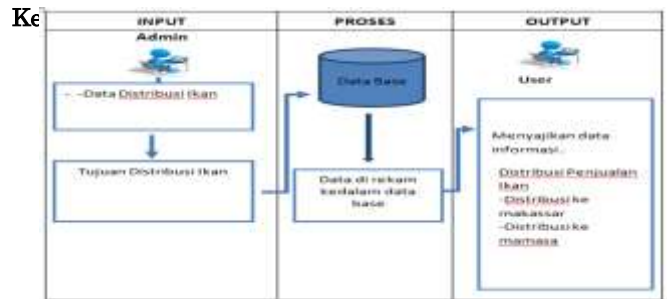 Ke
INPUT
PROSES
OUTPUT
Admin
- -Data Distribusi Ikan
Tujuan Distribusi Ikan
Data Base
Data di rekam
kedalam data
base
User
Menyajikan data
informasi..
Distribusi Penjualan
Ikan
-Distribusi ke
makassar
-Distribusi ke
mamasa